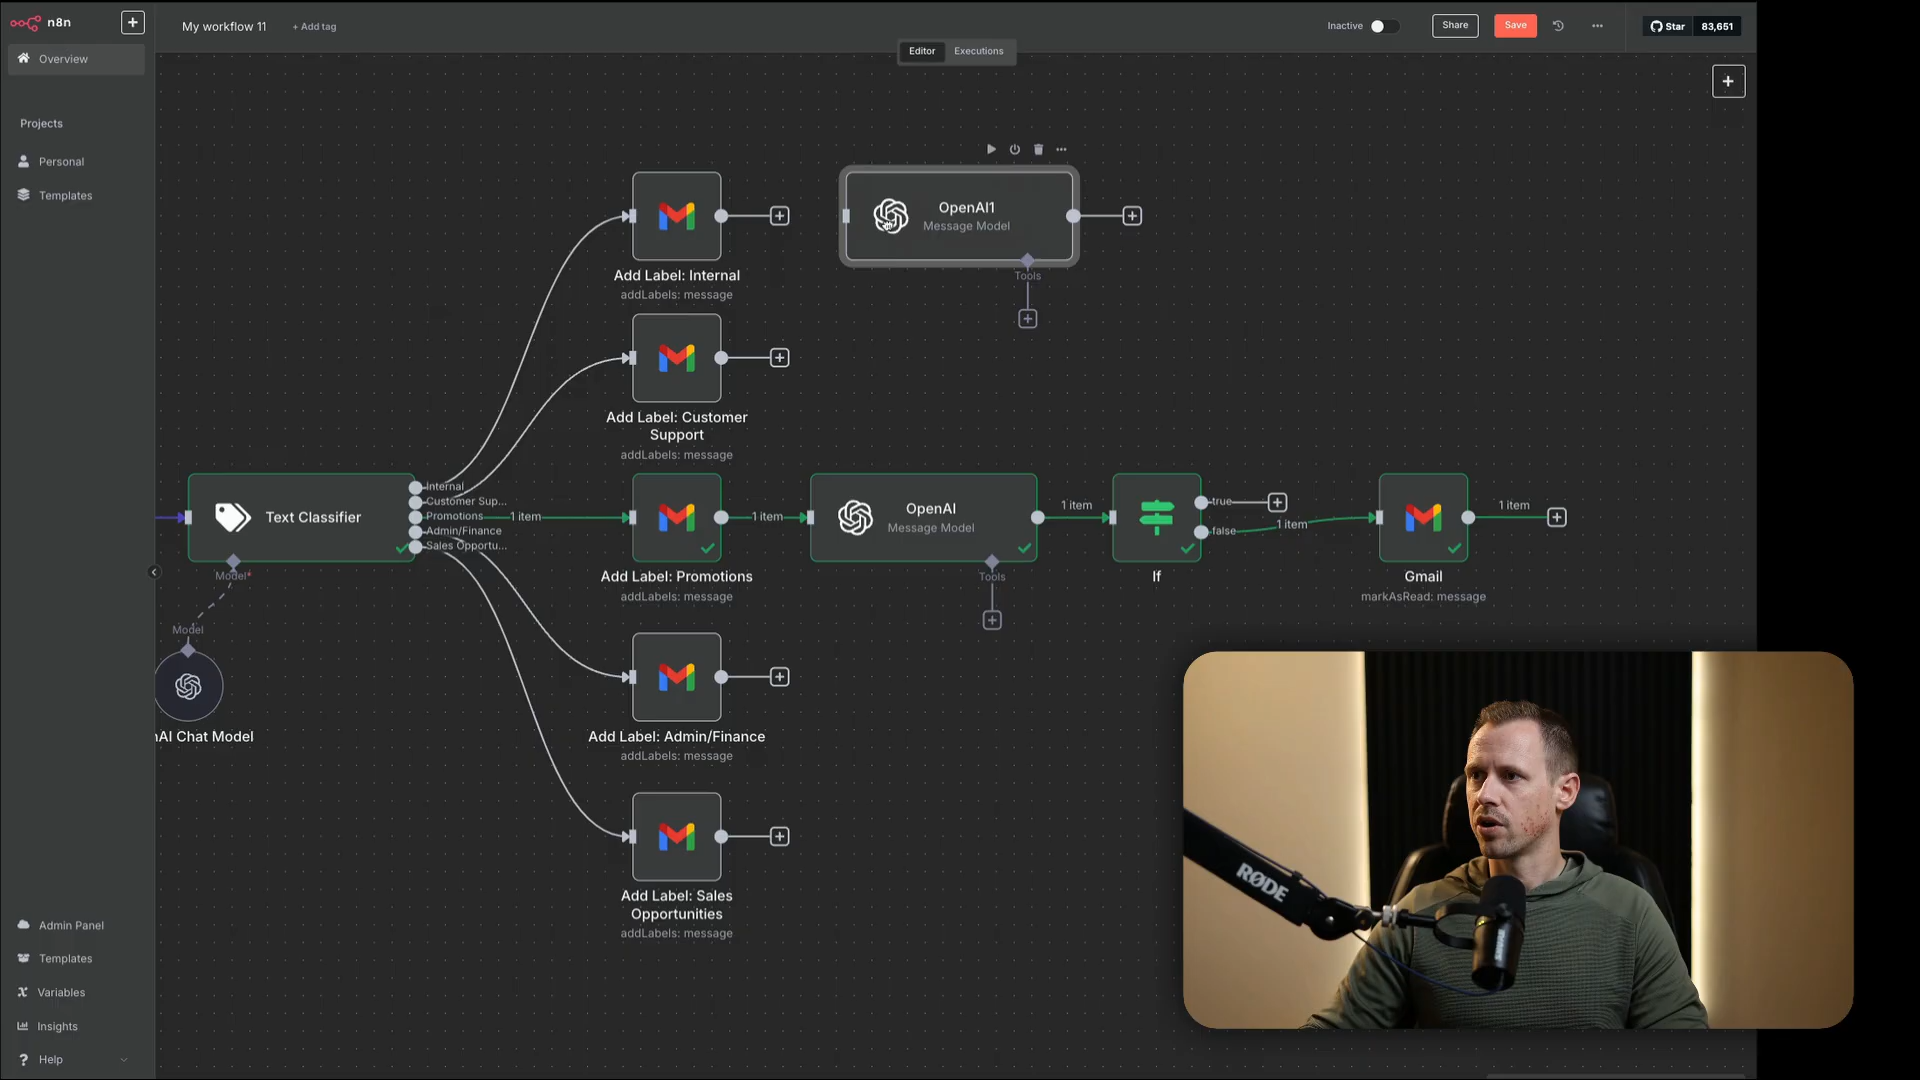 n8n
My workflow 11
+ Add tag
Inactive
Share
Save
Star
83,651
Editor
Executions
Overview
Projects
Personal
Templates
OpenAI1
Message Model
Tools
Add Label: Internal
addLabels: message
Add Label: Customer
Support
addLabels: message
Text Classifier
Internal
Customer Sup...
Promotions
Admin/Finance
Sales Opportu...
1 item
Model*
Model
nAI Chat Model
Add Label: Promotions
addLabels: message
1 item
OpenAI
Message Model
Tools
1 item
If
true
false
1 item
Gmail
markAsRead: message
1 item
Add Label: Admin/Finance
addLabels: message
Add Label: Sales
Opportunities
addLabels: message
Admin Panel
Templates
Variables
Insights
Help
RØDE